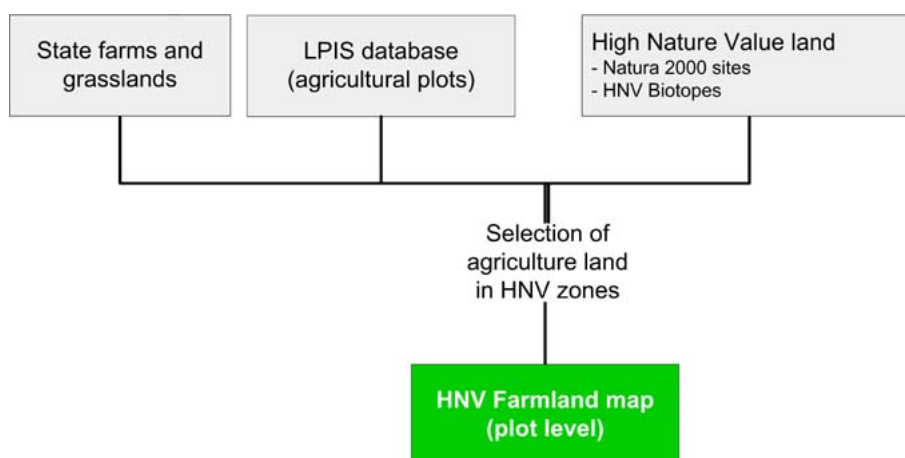 State farms and
grasslands
LPIS database
(agricultural plots)
High Nature Value land
- Natura 2000 sites
- HNV Biotopes
Selection of
agriculture land
in HNV zones
HNV Farmland map
(plot level)